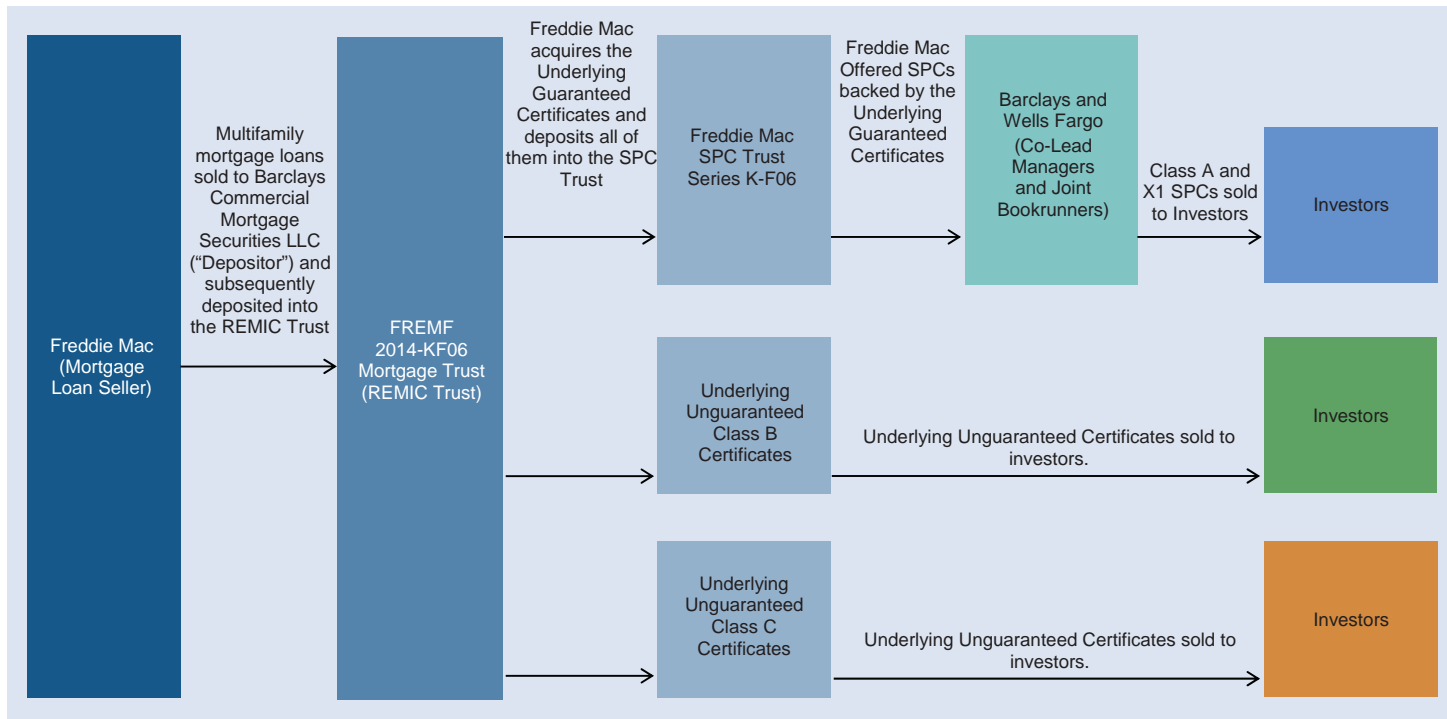 Freddie Mac
(Mortgage
Loan Seller)
Multifamily
mortgage loans
sold to Barclays
Commercial
Mortgage
Securities LLC
(“Depositor”) and
subsequently
deposited into
the REMIC Trust
FREMF
2014-KF06
Mortgage Trust
(REMIC Trust)
Freddie Mac
acquires the
Underlying
Guaranteed
Certificates and
deposits all of
them into the SPC
Trust
Freddie Mac
SPC Trust
Series K-F06
Freddie Mac
Offered SPCs
backed by the
Underlying
Guaranteed
Certificates
Barclays and
Wells Fargo
(Co-Lead
Managers
and Joint
Bookrunners)
Class A and
X1 SPCs sold
to Investors
Investors
Underlying
Unguaranteed
Class B
Certificates
Underlying Unguaranteed Certificates sold to
investors.
Investors
Underlying
Unguaranteed
Class C
Certificates
Underlying Unguaranteed Certificates sold to
investors.
Investors